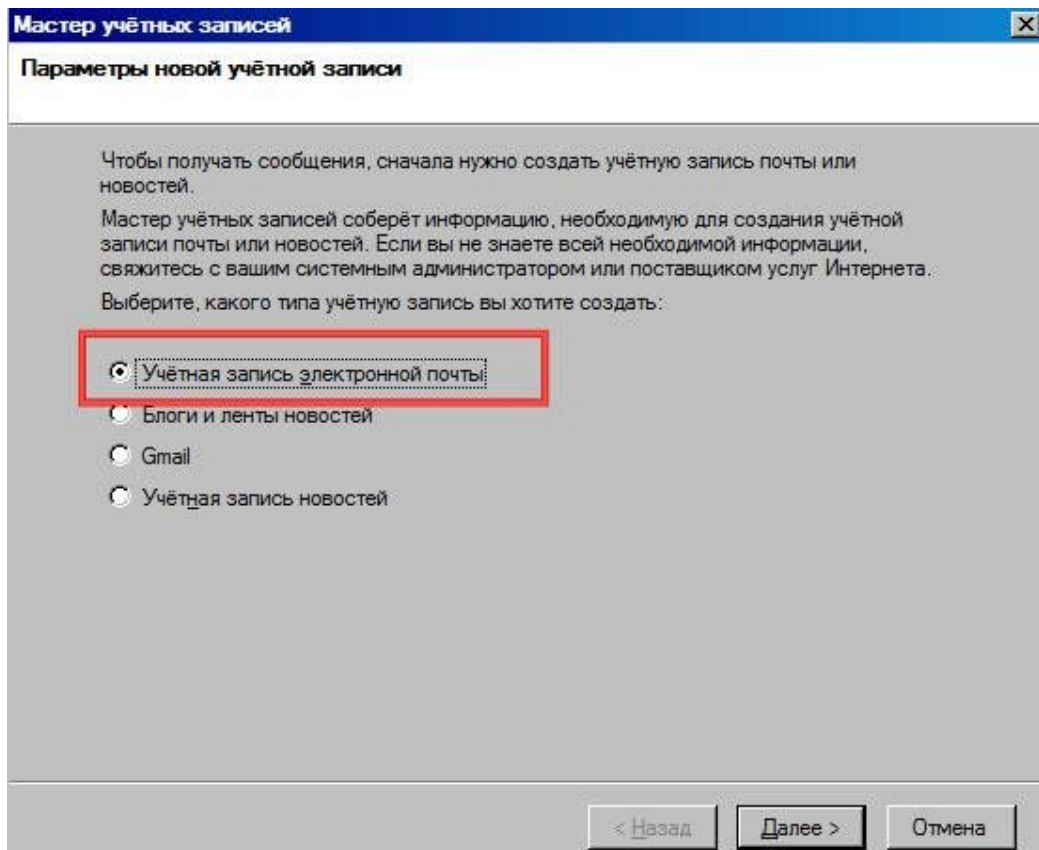 Мастер учётных записей
Параметры новой учётной записи
Чтобы получать сообщения, сначала нужно создать учётную запись почты или
новостей.
Мастер учётных записей соберёт информацию, необходимую для создания учётной
записи почты или новостей. Если вы не знаете всей необходимой информации,
свяжитесь с вашим системным администратором или поставщиком услуг Интернета.
Выберите, какого типа учётную запись вы хотите создать:
Учётная запись электронной почты
Блоги и ленты новостей
Gmail
Учётная запись новостей
< Назад Далее > Отмена